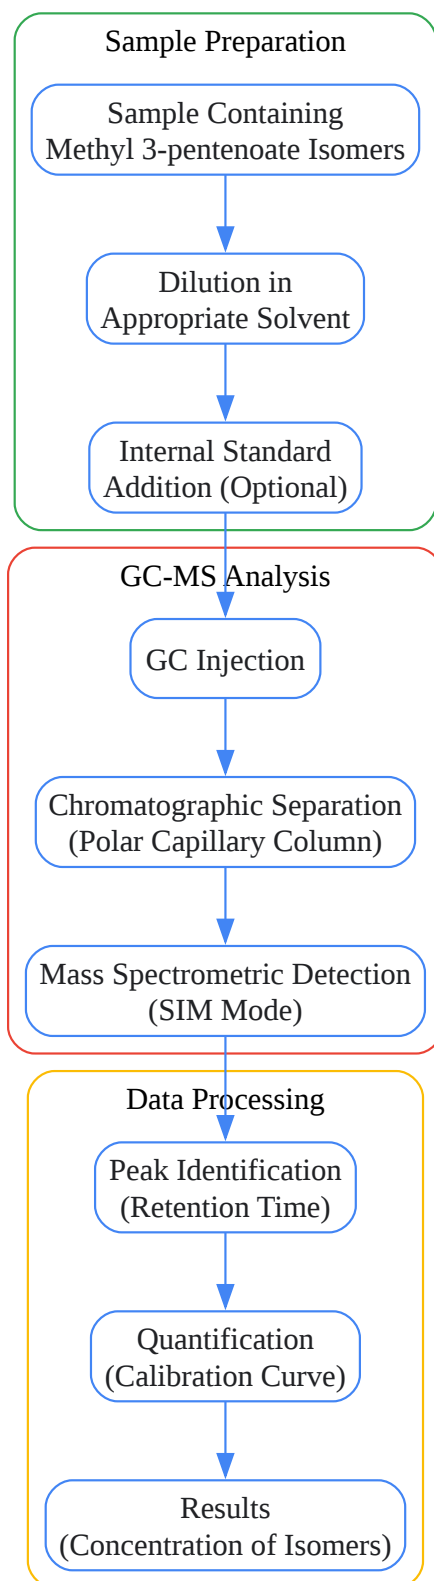 Sample Preparation
Sample Containing
Methyl 3-pentenoate Isomers
Dilution in
Appropriate Solvent
Internal Standard
Addition (Optional)
GC-MS Analysis
GC Injection
Chromatographic Separation
(Polar Capillary Column)
Mass Spectrometric Detection
(SIM Mode)
Data Processing
Peak Identification
(Retention Time)
Quantification
(Calibration Curve)
Results
(Concentration of Isomers)